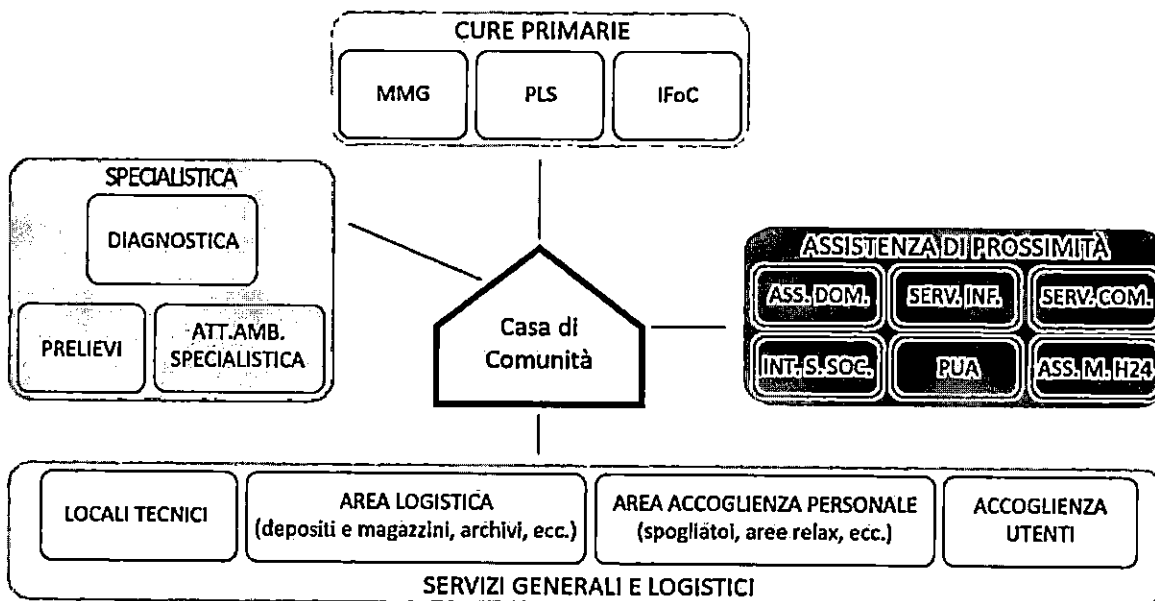 CURE PRIMARIE
MMG
PLS
IFoC
SPECIALISTICA
DIAGNOSTICA
PRELIEVI
ATT.AMB.
SPECIALISTICA
Casa di
Comunità
ASSISTENZA DI PROSSIMITÀ
ASS. DOM.
SERV. INF.
SERV.COM.
INT. S. SOC.
PUA
ASS. M. H24
LOCALI TECNICI
AREA LOGISTICA
(depositi e magazzini, archivi, ecc.)
AREA ACCOGLIENZA PERSONALE
(spogliatoi, aree relax, ecc.)
ACCOGLIENZA
UTENTI
SERVIZI GENERALI E LOGISTICI